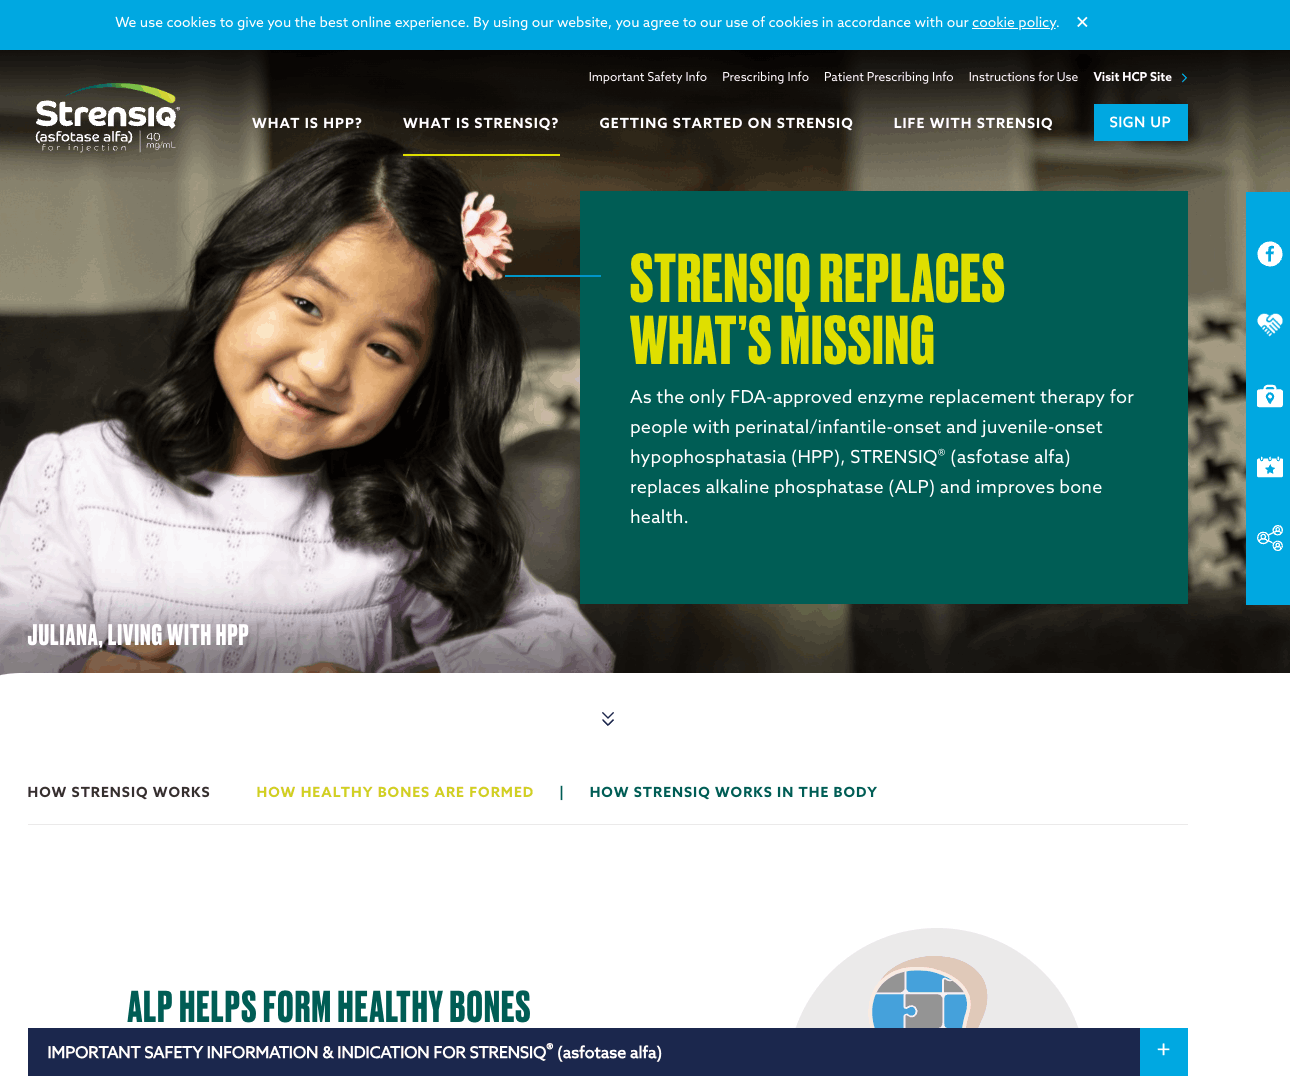 We use cookies to give you the best online experience. By using our website, you agree to our use of cookies in accordance with our cookie policy. ✕
Important Safety Info Prescribing Info Patient Prescribing Info Instructions for Use Visit HCP Site
Strensiq®
(asfotase alfa)
for injection
40
mg/mL
WHAT IS HPP? WHAT IS STRENSIQ? GETTING STARTED ON STRENSIQ LIFE WITH STRENSIQ SIGN UP
STRENSIQ REPLACES
WHAT'S MISSING
As the only FDA-approved enzyme replacement therapy for
people with perinatal/infantile-onset and juvenile-onset
hypophosphatasia (HPP), STRENSIQ® (asfotase alfa)
replaces alkaline phosphatase (ALP) and improves bone
health.
JULIANA, LIVING WITH HPP
HOW STRENSIQ WORKS HOW HEALTHY BONES ARE FORMED | HOW STRENSIQ WORKS IN THE BODY
ALP HELPS FORM HEALTHY BONES
IMPORTANT SAFETY INFORMATION & INDICATION FOR STRENSIQ® (asfotase alfa) +